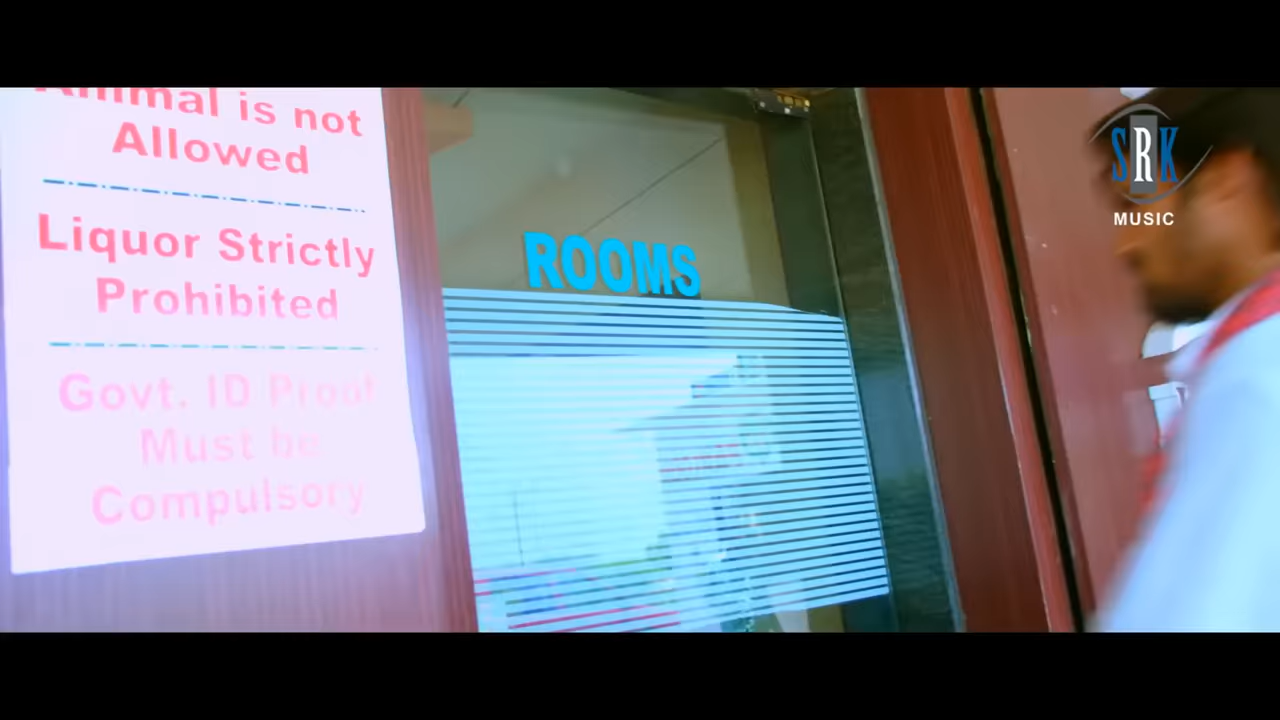 Animal is not
Allowed
Liquor Strictly
Prohibited
Govt. ID Proof
Must be
Compulsory
ROOMS
SRK
MUSIC